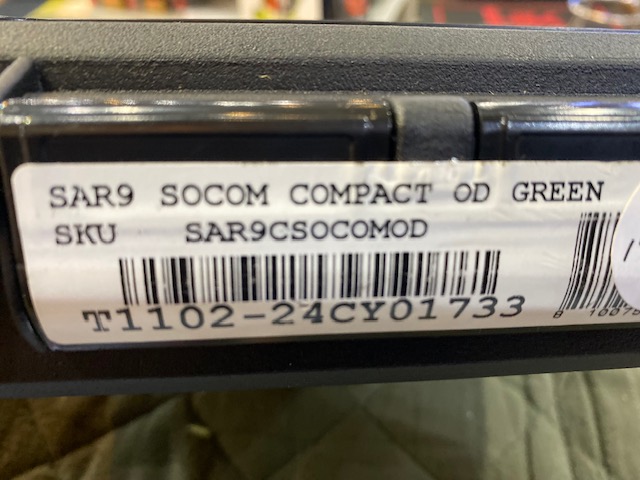 SAR9 SOCOM COMPACT OD GREEN
SKU SAR9CSOCOMOD
T1102-24CY01733